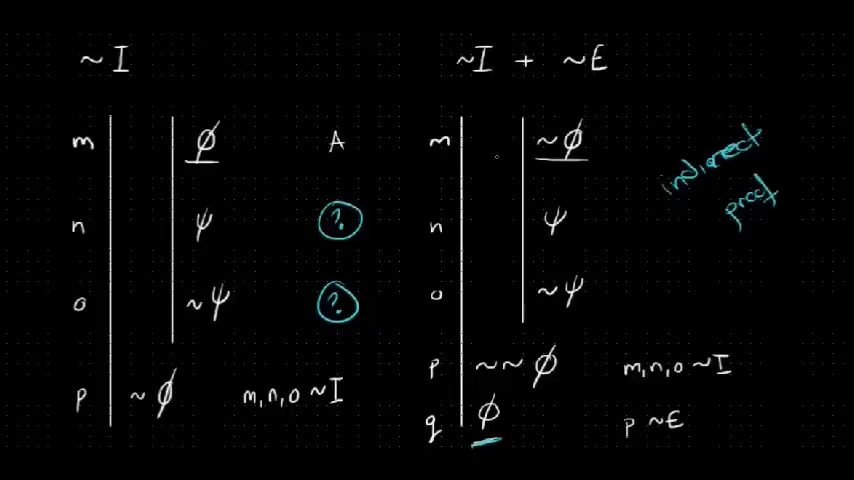 ~I
m ϕ A
n ψ ?
o ~ψ ?
p ~ϕ m,n,o ~I
~I + ~E
m ~ϕ
n ψ
o ~ψ
p ~~ϕ m,n,o ~I
q ϕ p ~E
indirect
proof